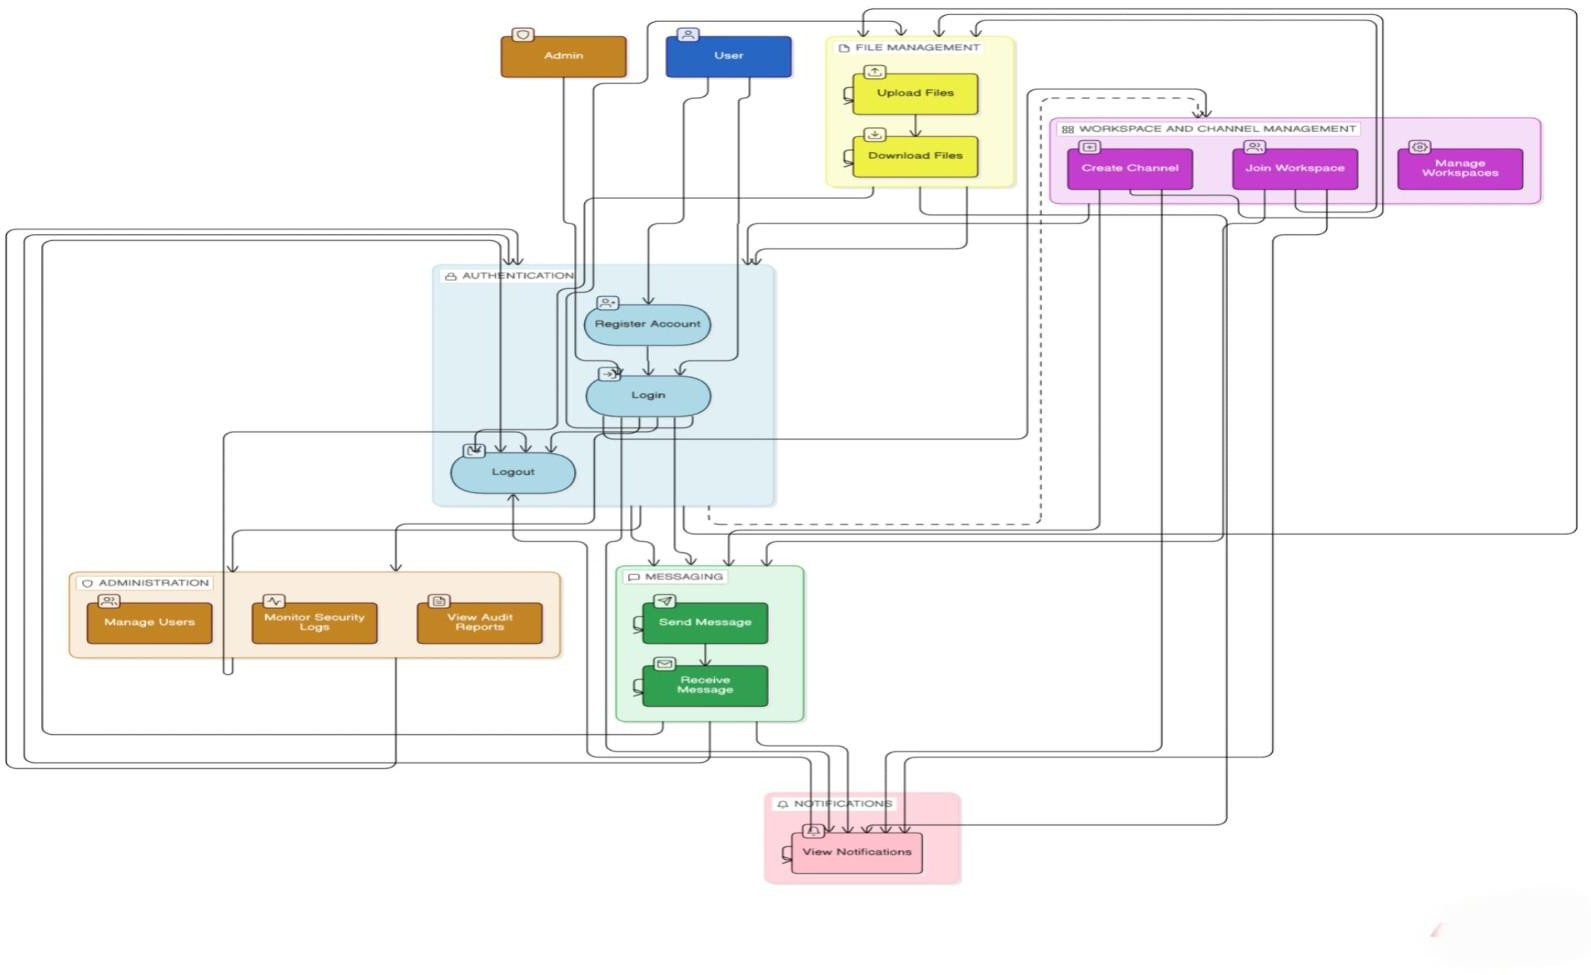 Admin
User
FILE MANAGEMENT
Upload Files
Download Files
WORKSPACE AND CHANNEL MANAGEMENT
Create Channel
Join Workspace
Manage
Workspaces
AUTHENTICATION
Register Account
Login
Logout
ADMINISTRATION
Manage Users
Monitor Security
Logs
View Audit
Reports
MESSAGING
Send Message
Receive
Message
NOTIFICATIONS
View Notifications